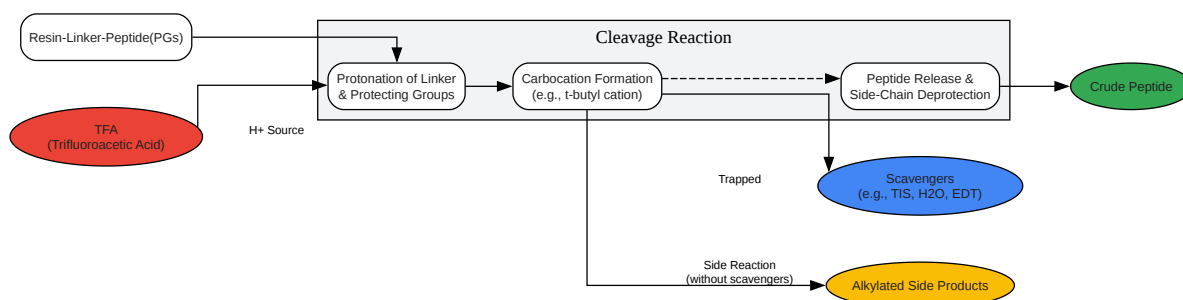 Cleavage Reaction
Resin-Linker-Peptide(PGs)
Protonation of Linker
& Protecting Groups
Carbocation Formation
(e.g., t-butyl cation)
Peptide Release &
Side-Chain Deprotection
Crude Peptide
TFA
(Trifluoroacetic Acid)
H+ Source
Trapped
Scavengers
(e.g., TIS, H2O, EDT)
Side Reaction
(without scavengers)
Alkylated Side Products